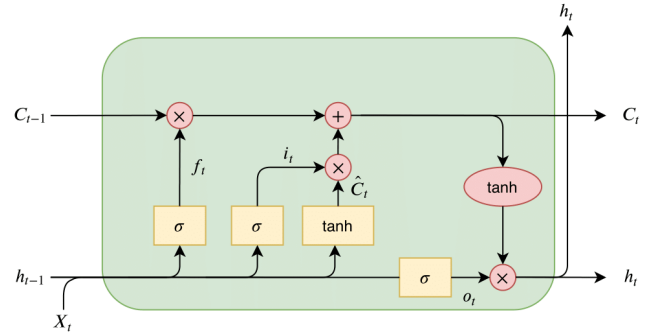 h_t
C_{t-1}
×
+
C_t
f_t
i_t
×
Ĉ_t
tanh
σ
σ
tanh
h_{t-1}
σ
o_t
×
h_t
X_t